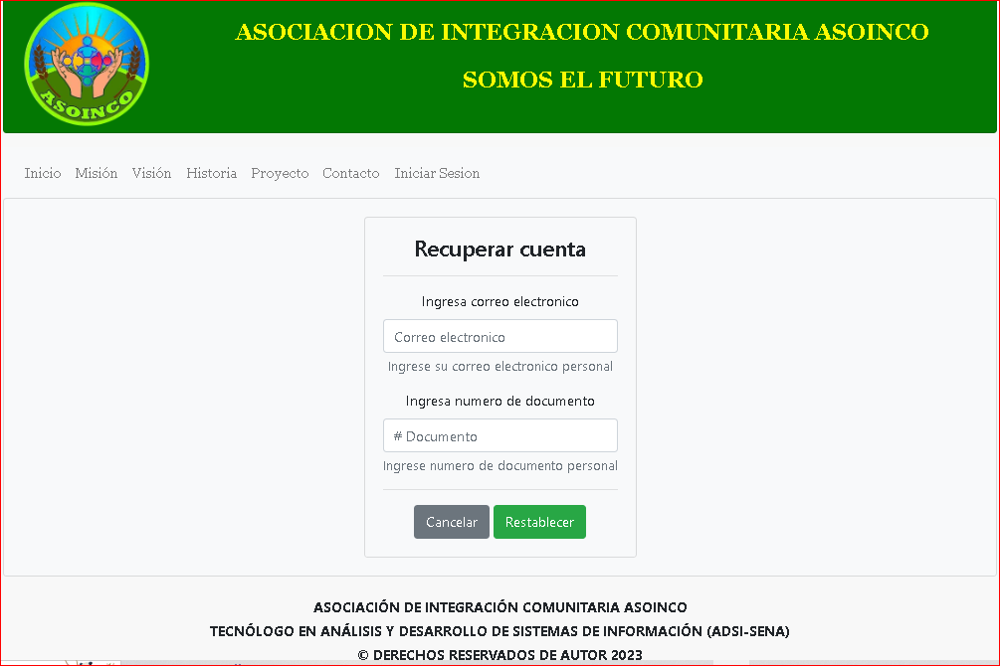 ASOINCO
ASOCIACION DE INTEGRACION COMUNITARIA ASOINCO
SOMOS EL FUTURO
Inicio Misión Visión Historia Proyecto Contacto Iniciar Sesion
Recuperar cuenta
Ingresa correo electronico
Correo electronico
Ingrese su correo electronico personal
Ingresa numero de documento
# Documento
Ingrese numero de documento personal
Cancelar Restablecer
ASOCIACIÓN DE INTEGRACIÓN COMUNITARIA ASOINCO
TECNÓLOGO EN ANÁLISIS Y DESARROLLO DE SISTEMAS DE INFORMACIÓN (ADSI-SENA)
© DERECHOS RESERVADOS DE AUTOR 2023